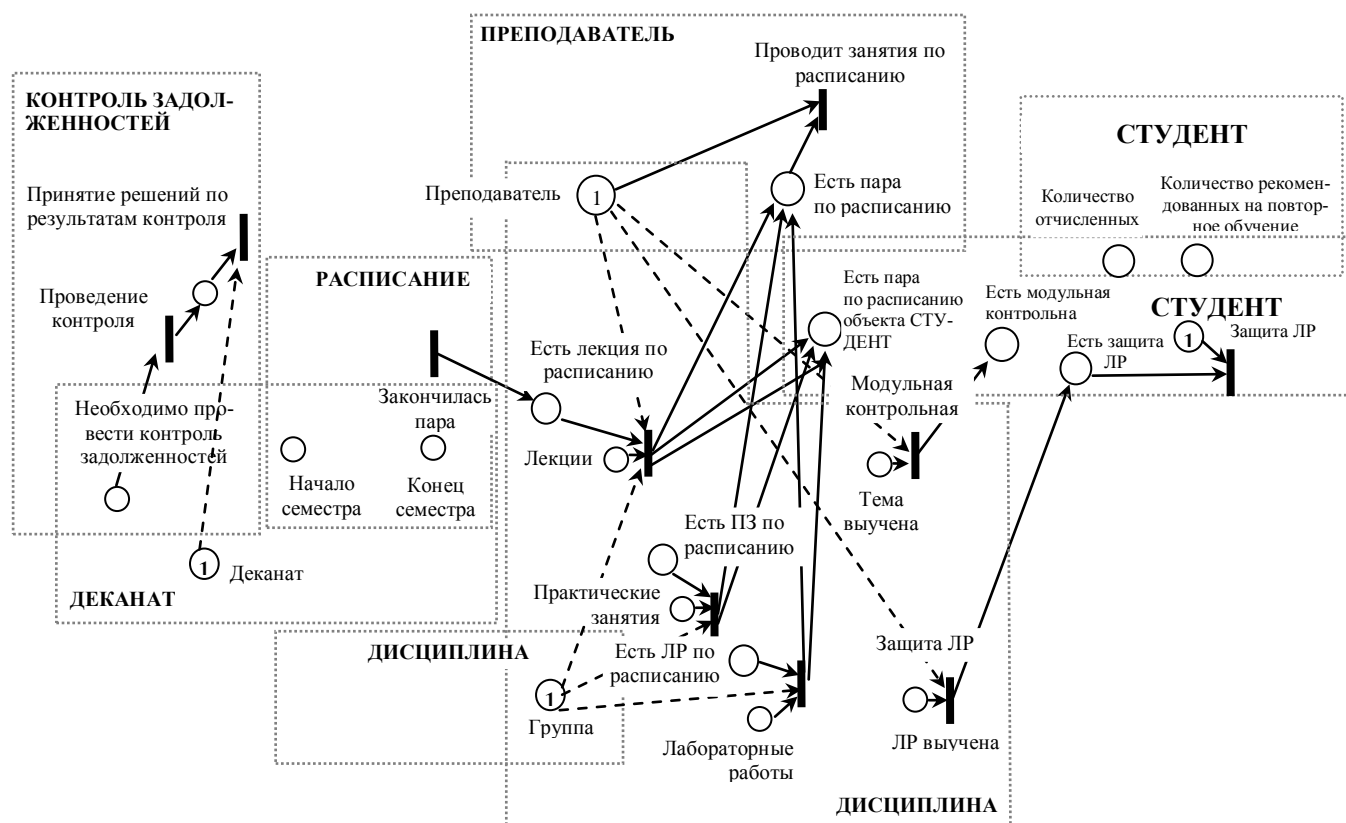 ПРЕПОДАВАТЕЛЬ
Проводит занятия по
расписанию
КОНТРОЛЬ ЗАДОЛ-
ЖЕННОСТЕЙ
СТУДЕНТ
Принятие решений по
результатам контроля
Преподаватель
1
Есть пара
по расписанию
Количество
отчисленных
Количество рекомен-
дованных на повтор-
ное обучение
РАСПИСАНИЕ
Проведение
контроля
Есть лекция по
расписанию
Есть пара
по расписанию
объекта СТУ-
ДЕНТ
Есть модульная
контрольна
СТУДЕНТ
1
Защита ЛР
Есть защита
ЛР
Необходимо про-
вести контроль
задолженностей
Закончилась
пара
Модульная
контрольная
Лекции
Начало
семестра
Конец
семестра
Тема
выучена
Есть ПЗ по
расписанию
1
Деканат
ДЕКАНАТ
Практические
занятия
ДИСЦИПЛИНА
Есть ЛР по
расписанию
Защита ЛР
1
Группа
Лабораторные
работы
ЛР выучена
ДИСЦИПЛИНА